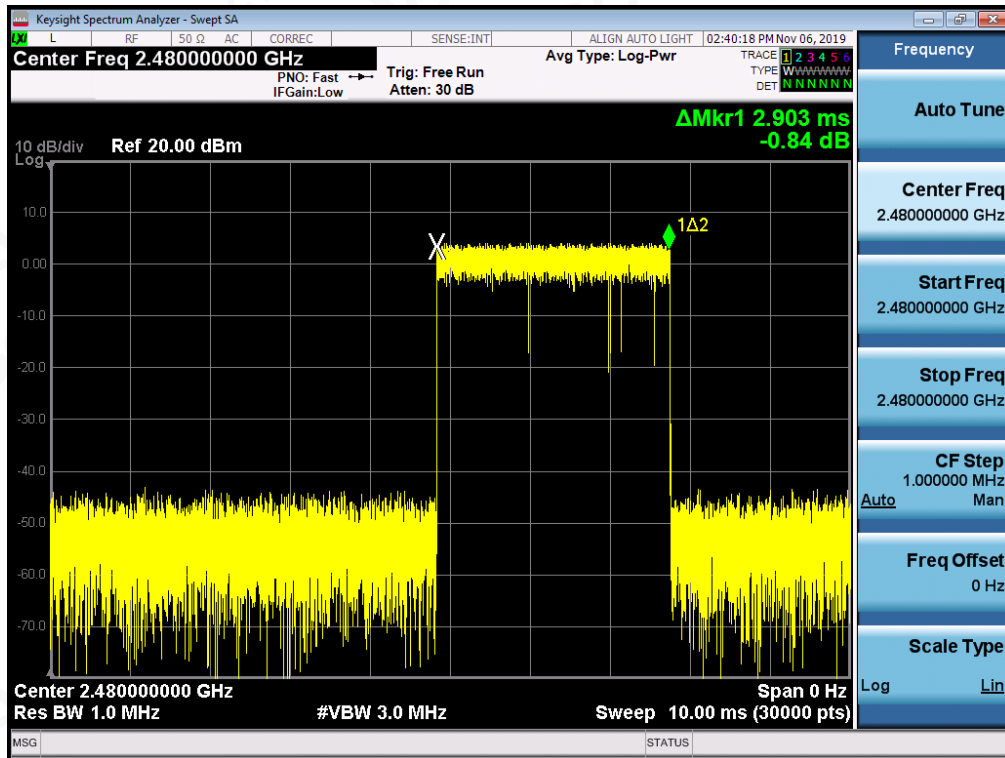 Keysight Spectrum Analyzer - Swept SA
LXI L RF 50 Ω AC CORREC SENSE:INT ALIGN AUTO LIGHT 02:40:18 PM Nov 06, 2019
Center Freq 2.480000000 GHz
PNO: Fast
IFGain:Low
Trig: Free Run
Atten: 30 dB
Avg Type: Log-Pwr
TRACE 1 2 3 4 5 6
TYPE WWWWWW
DET N N N N N N
ΔMkr1 2.903 ms
-0.84 dB
10 dB/div Ref 20.00 dBm
Log
10.0
0.00
-10.0
-20.0
-30.0
-40.0
-50.0
-60.0
-70.0
X
1Δ2
Center 2.480000000 GHz
Span 0 Hz
Res BW 1.0 MHz
#VBW 3.0 MHz
Sweep 10.00 ms (30000 pts)
MSG
STATUS
Frequency
Auto Tune
Center Freq
2.480000000 GHz
Start Freq
2.480000000 GHz
Stop Freq
2.480000000 GHz
CF Step
1.000000 MHz
Auto Man
Freq Offset
0 Hz
Scale Type
Log Lin